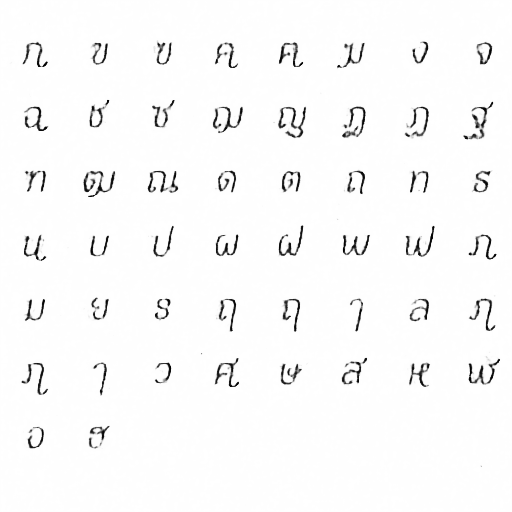 ก ข ฃ ค ฅ ฆ ง จ
ฉ ช ซ ฌ ญ ฎ ฏ ฐ
ฑ ฒ ณ ด ต ถ ท ธ
น บ ป ผ ฝ พ ฟ ภ
ม ย ร ฤ ฤ ๅ ล ฦ
ฦ ๅ ว ศ ษ ส ห ฬ
อ ฮ